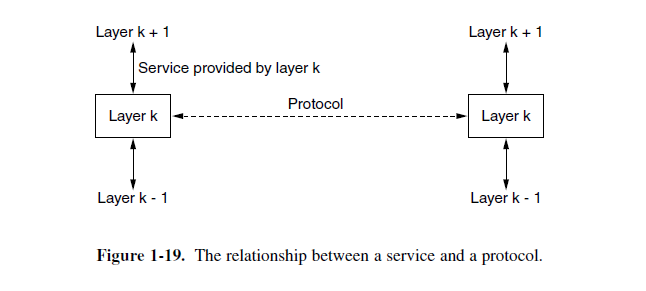 Layer k + 1
Layer k + 1
Service provided by layer k
Protocol
Layer k
Layer k
Layer k - 1
Layer k - 1
Figure 1-19. The relationship between a service and a protocol.